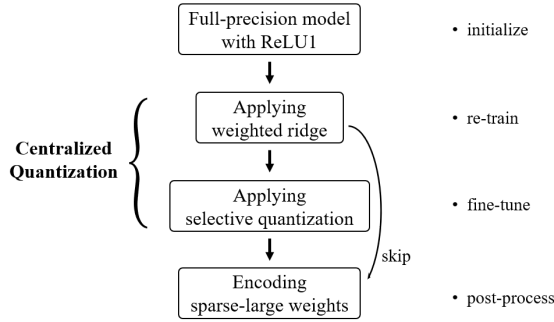 Full-precision model
with ReLU1
• initialize
Applying
weighted ridge
• re-train
Centralized
Quantization
Applying
selective quantization
• fine-tune
skip
Encoding
sparse-large weights
• post-process